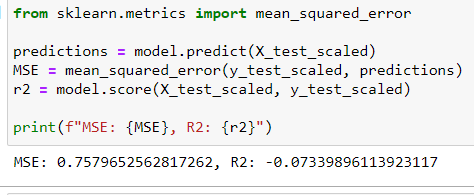 from sklearn.metrics import mean_squared_error
predictions = model.predict(X_test_scaled)
MSE = mean_squared_error(y_test_scaled, predictions)
r2 = model.score(X_test_scaled, y_test_scaled)
print(f"MSE: {MSE}, R2: {r2}")
MSE: 0.7579652562817262, R2: -0.07339896113923117